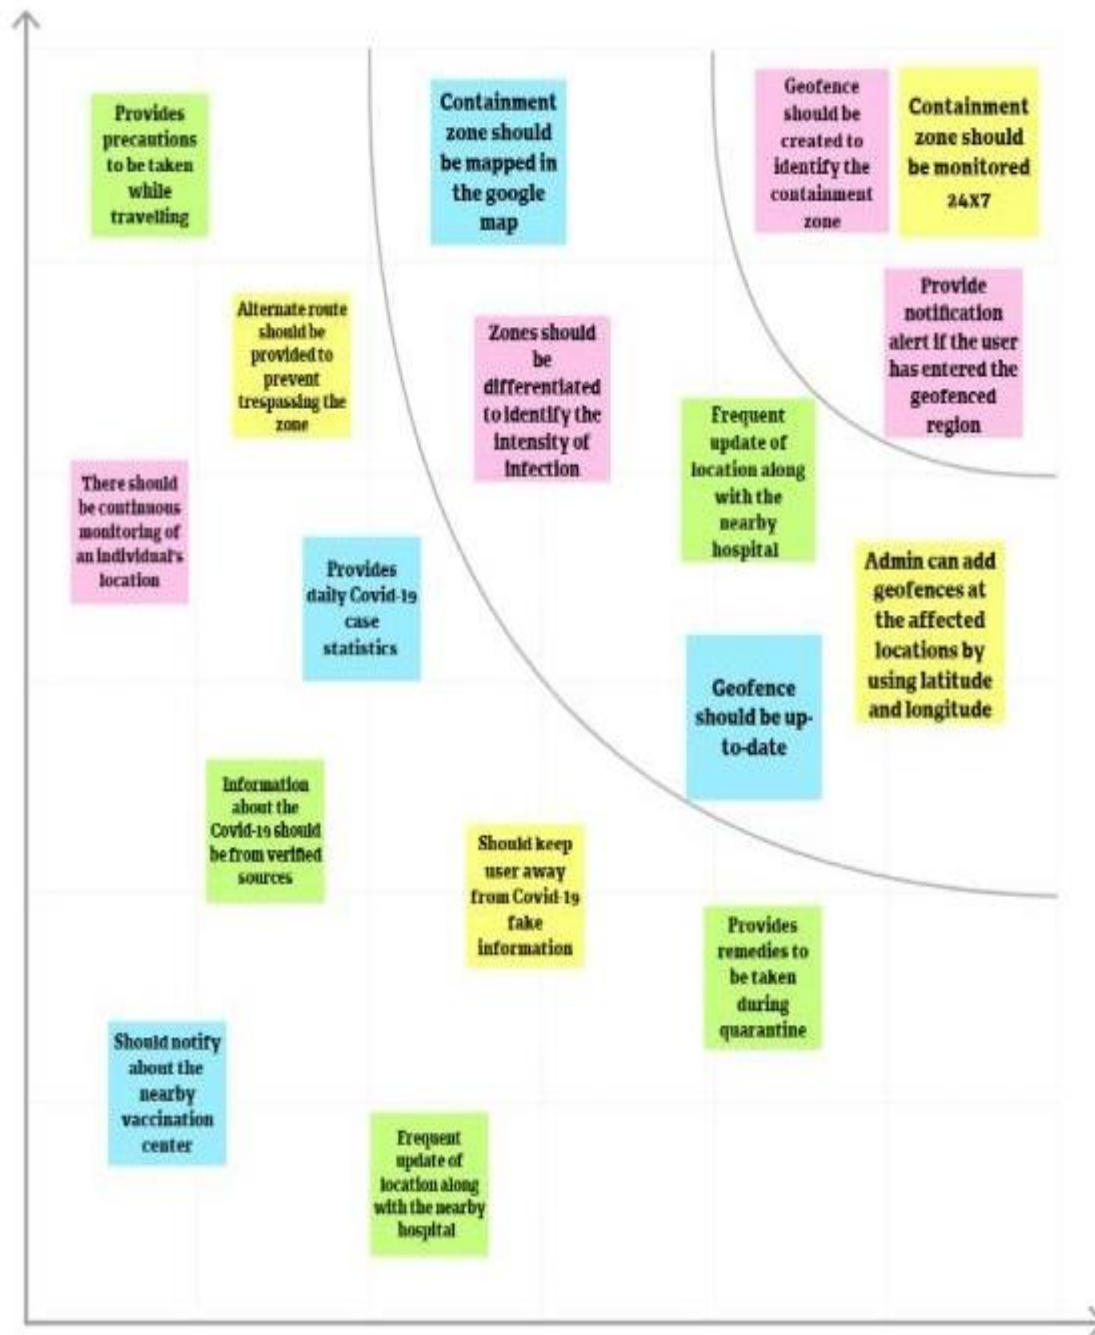 Provides
precautions
to be taken
while
travelling
Containment
zone should
be mapped in
the google
map
Geofence
should be
created to
identify the
containment
zone
Containment
zone should
be monitored
24x7
Alternate route
should be
provided to
prevent
trespassing the
zone
Zones should
be
differentiated
to identify the
intensity of
infection
Provide
notification
alert if the user
has entered the
geofenced
region
Frequent
update of
location along
with the
nearby
hospital
There should
be continuous
monitoring of
an individual's
location
Provides
daily Covid-19
case
statistics
Admin can add
geofences at
the affected
locations by
using latitude
and longitude
Geofence
should be up-
to-date
Information
about the
Covid-19 should
be from verified
sources
Should keep
user away
from Covid-19
fake
information
Provides
remedies to
be taken
during
quarantine
Should notify
about the
nearby
vaccination
center
Frequent
update of
location along
with the nearby
hospital